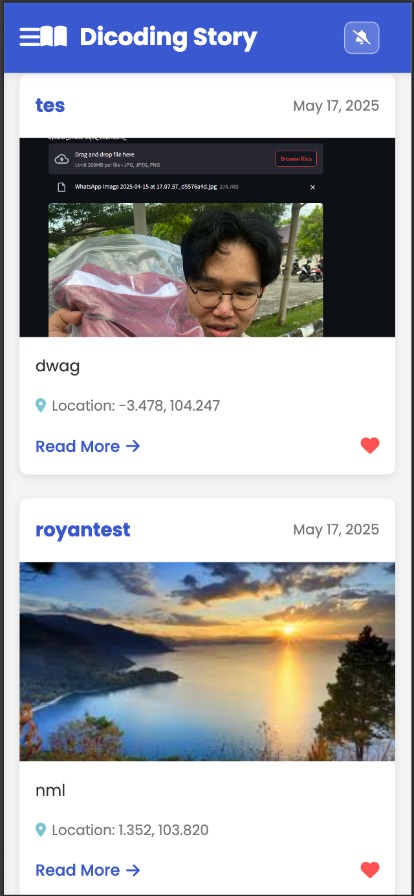 Dicoding Story
tes
May 17, 2025
Drag and drop file here
Limit 200MB per file • JPG, JPEG, PNG
Browse files
WhatsApp Image 2025-04-15 at 17.07.57_d5576a4d.jpg
dwag
Location: -3.478, 104.247
Read More →
royantest
May 17, 2025
nml
Location: 1.352, 103.820
Read More →